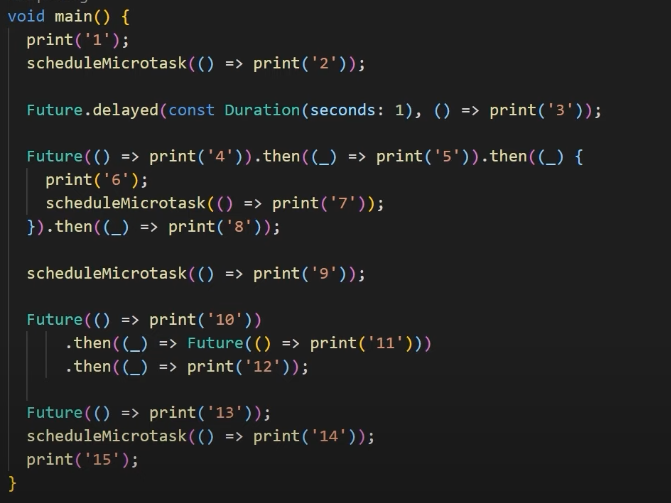 void main() {
  print('1');
  scheduleMicrotask(() => print('2'));
  Future.delayed(const Duration(seconds: 1), () => print('3'));
  Future(() => print('4')).then((_) => print('5')).then((_) {
    print('6');
    scheduleMicrotask(() => print('7'));
  }).then((_) => print('8'));
  scheduleMicrotask(() => print('9'));
  Future(() => print('10'))
      .then((_) => Future(() => print('11')))
      .then((_) => print('12'));
  Future(() => print('13'));
  scheduleMicrotask(() => print('14'));
  print('15');
}